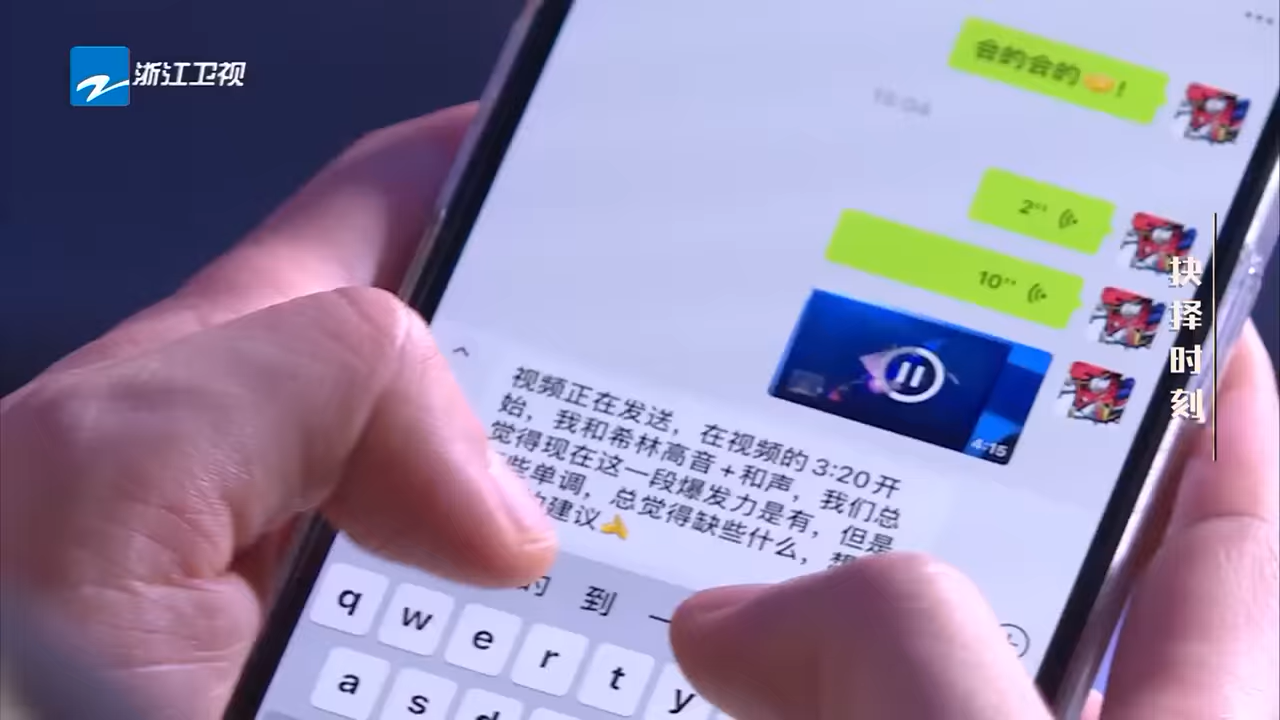 浙江卫视
会的会的！
15:04
2"
10"
4:15
视频正在发送，在视频的3:20开
始，我和希林高音+和声，我们总
觉得现在这一段爆发力是有，但是
些单调，总觉得缺些什么，想
建议
的 到 一
q w e r t y
a s d
抉择时刻